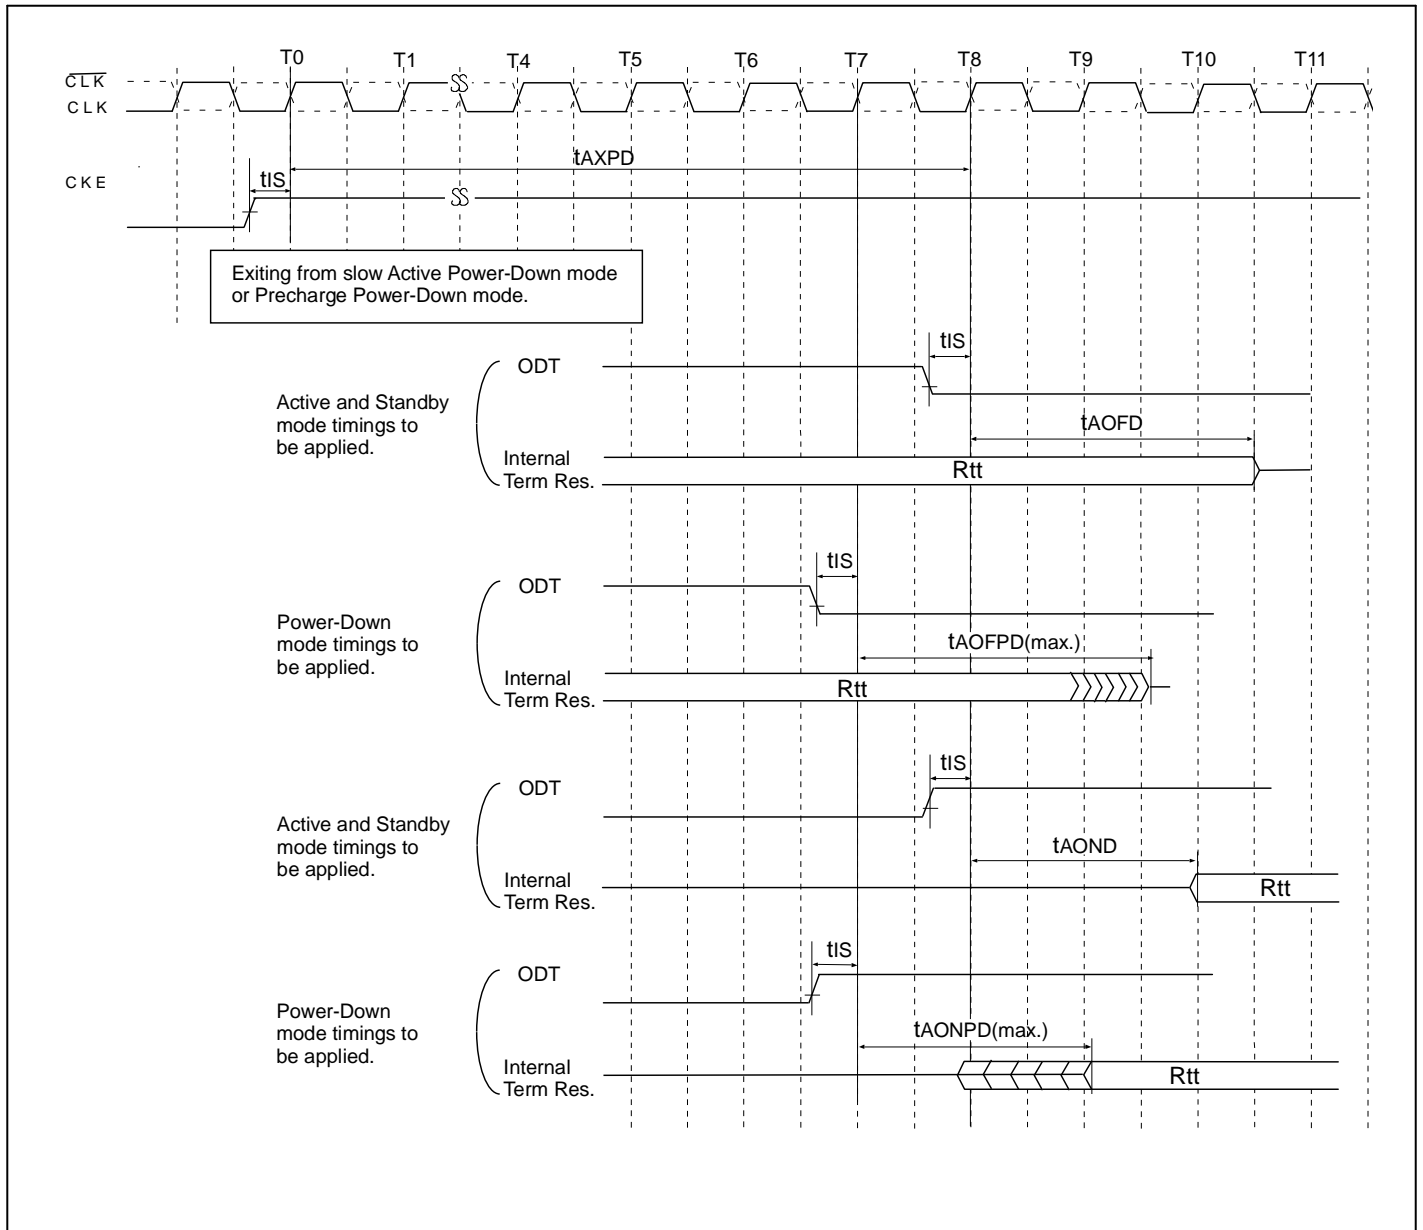 T0 T1 T4 T5 T6 T7 T8 T9 T10 T11
CLK
CLK
tAXPD
CKE
tIS
Exiting from slow Active Power-Down mode
or Precharge Power-Down mode.
tIS
ODT
Active and Standby
mode timings to
be applied.
tAOFD
Internal
Term Res.
Rtt
tIS
ODT
Power-Down
mode timings to
be applied.
tAOFPD(max.)
Internal
Term Res.
Rtt
tIS
ODT
Active and Standby
mode timings to
be applied.
tAOND
Internal
Term Res.
Rtt
tIS
ODT
Power-Down
mode timings to
be applied.
tAONPD(max.)
Internal
Term Res.
Rtt